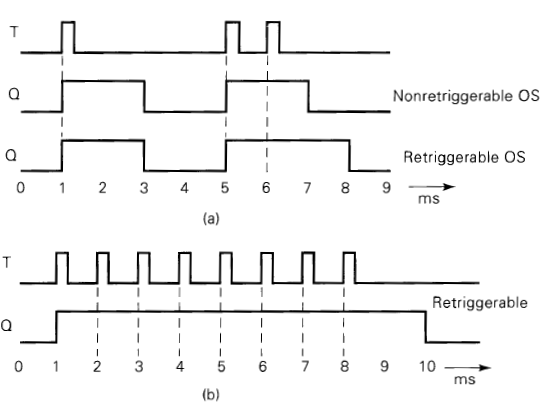 T
Q
Nonretriggerable OS
Q
Retriggerable OS
0 1 2 3 4 5 6 7 8 9
ms
(a)
T
Retriggerable
Q
0 1 2 3 4 5 6 7 8 9 10
ms
(b)